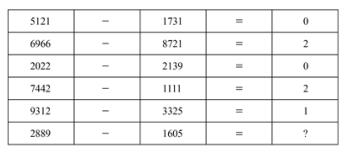 5121 – 1731 = 0
6966 – 8721 = 2
2022 – 2139 = 0
7442 – 1111 = 2
9312 – 3325 = 1
2889 – 1605 = ?